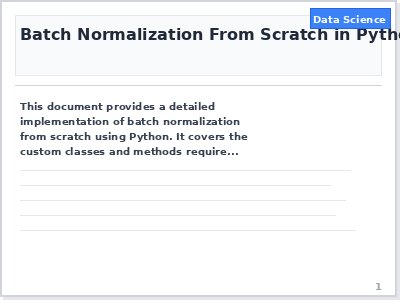 Data Science
Batch Normalization From Scratch in Pytho
This document provides a detailed
implementation of batch normalization
from scratch using Python. It covers the
custom classes and methods require...
1